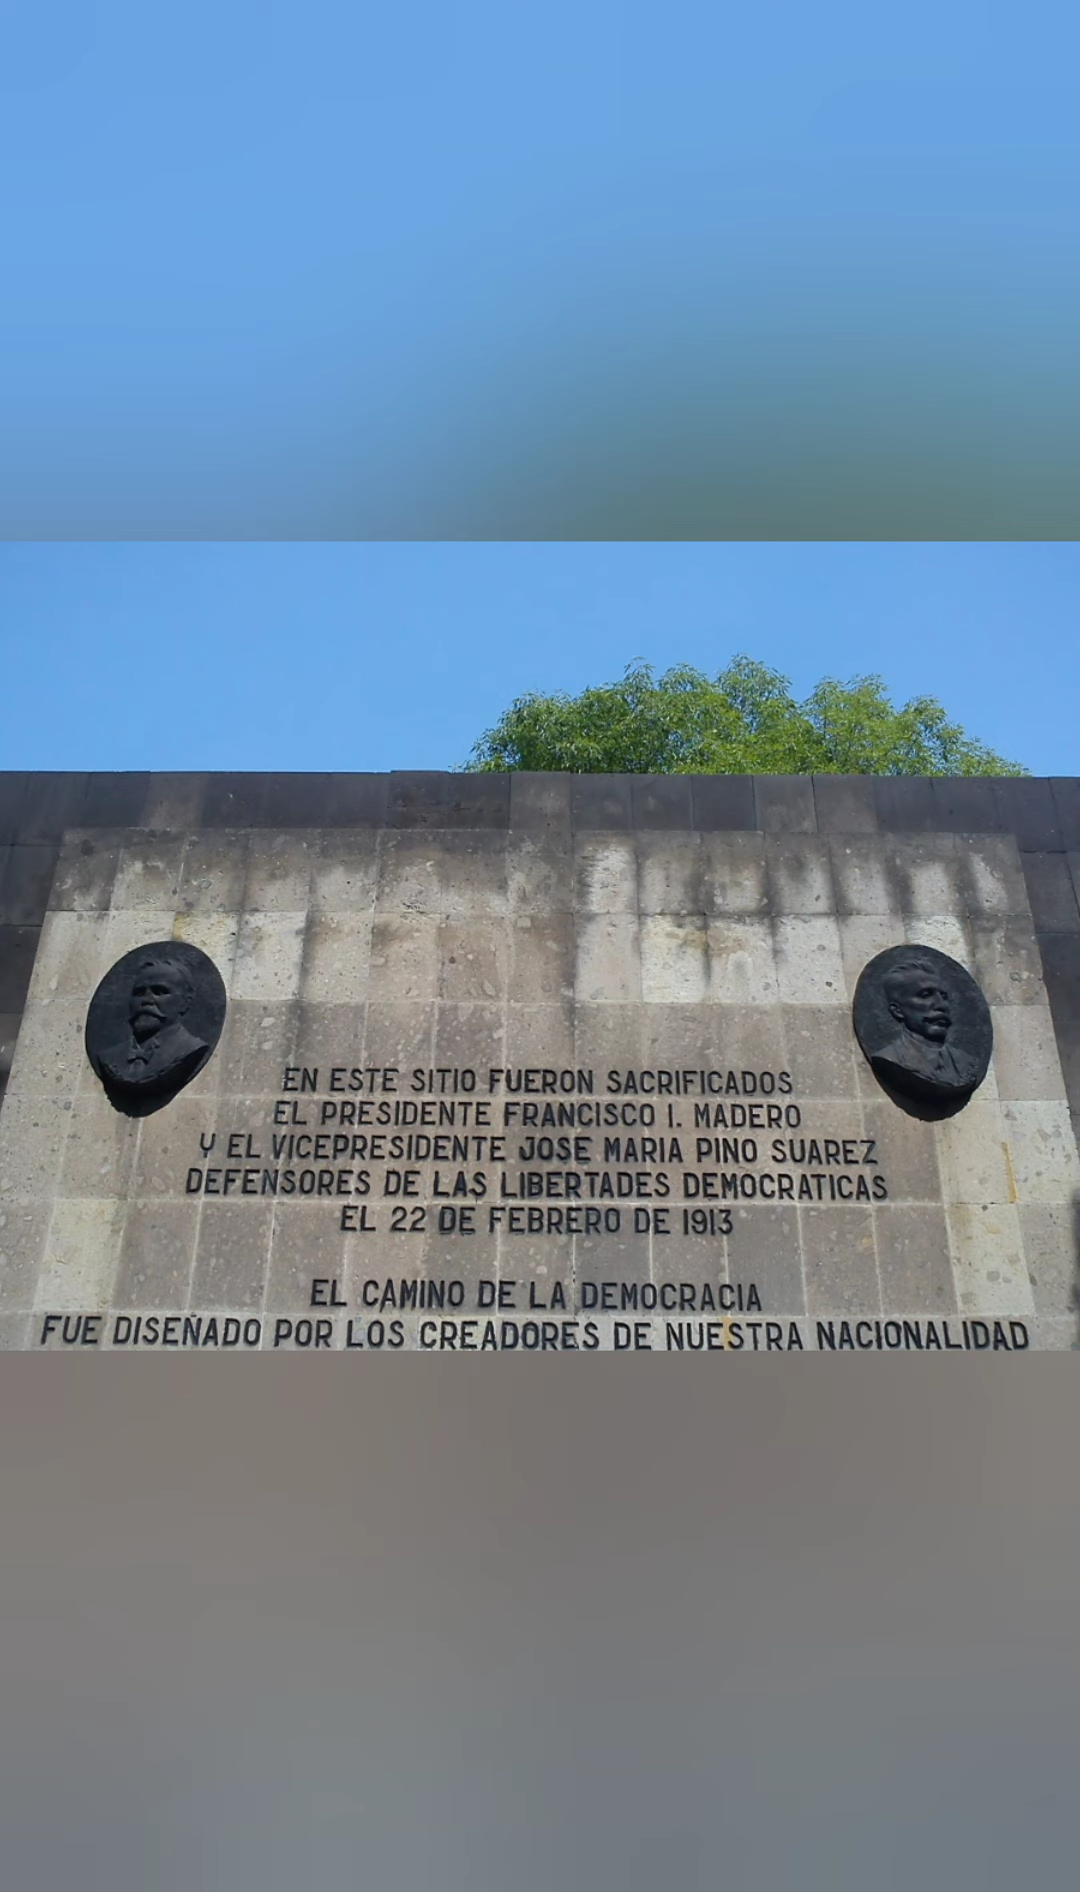 EN ESTE SITIO FUERON SACRIFICADOS
EL PRESIDENTE FRANCISCO I. MADERO
Y EL VICEPRESIDENTE JOSE MARIA PINO SUAREZ
DEFENSORES DE LAS LIBERTADES DEMOCRATICAS
EL 22 DE FEBRERO DE 1913
EL CAMINO DE LA DEMOCRACIA
FUE DISEÑADO POR LOS CREADORES DE NUESTRA NACIONALIDAD